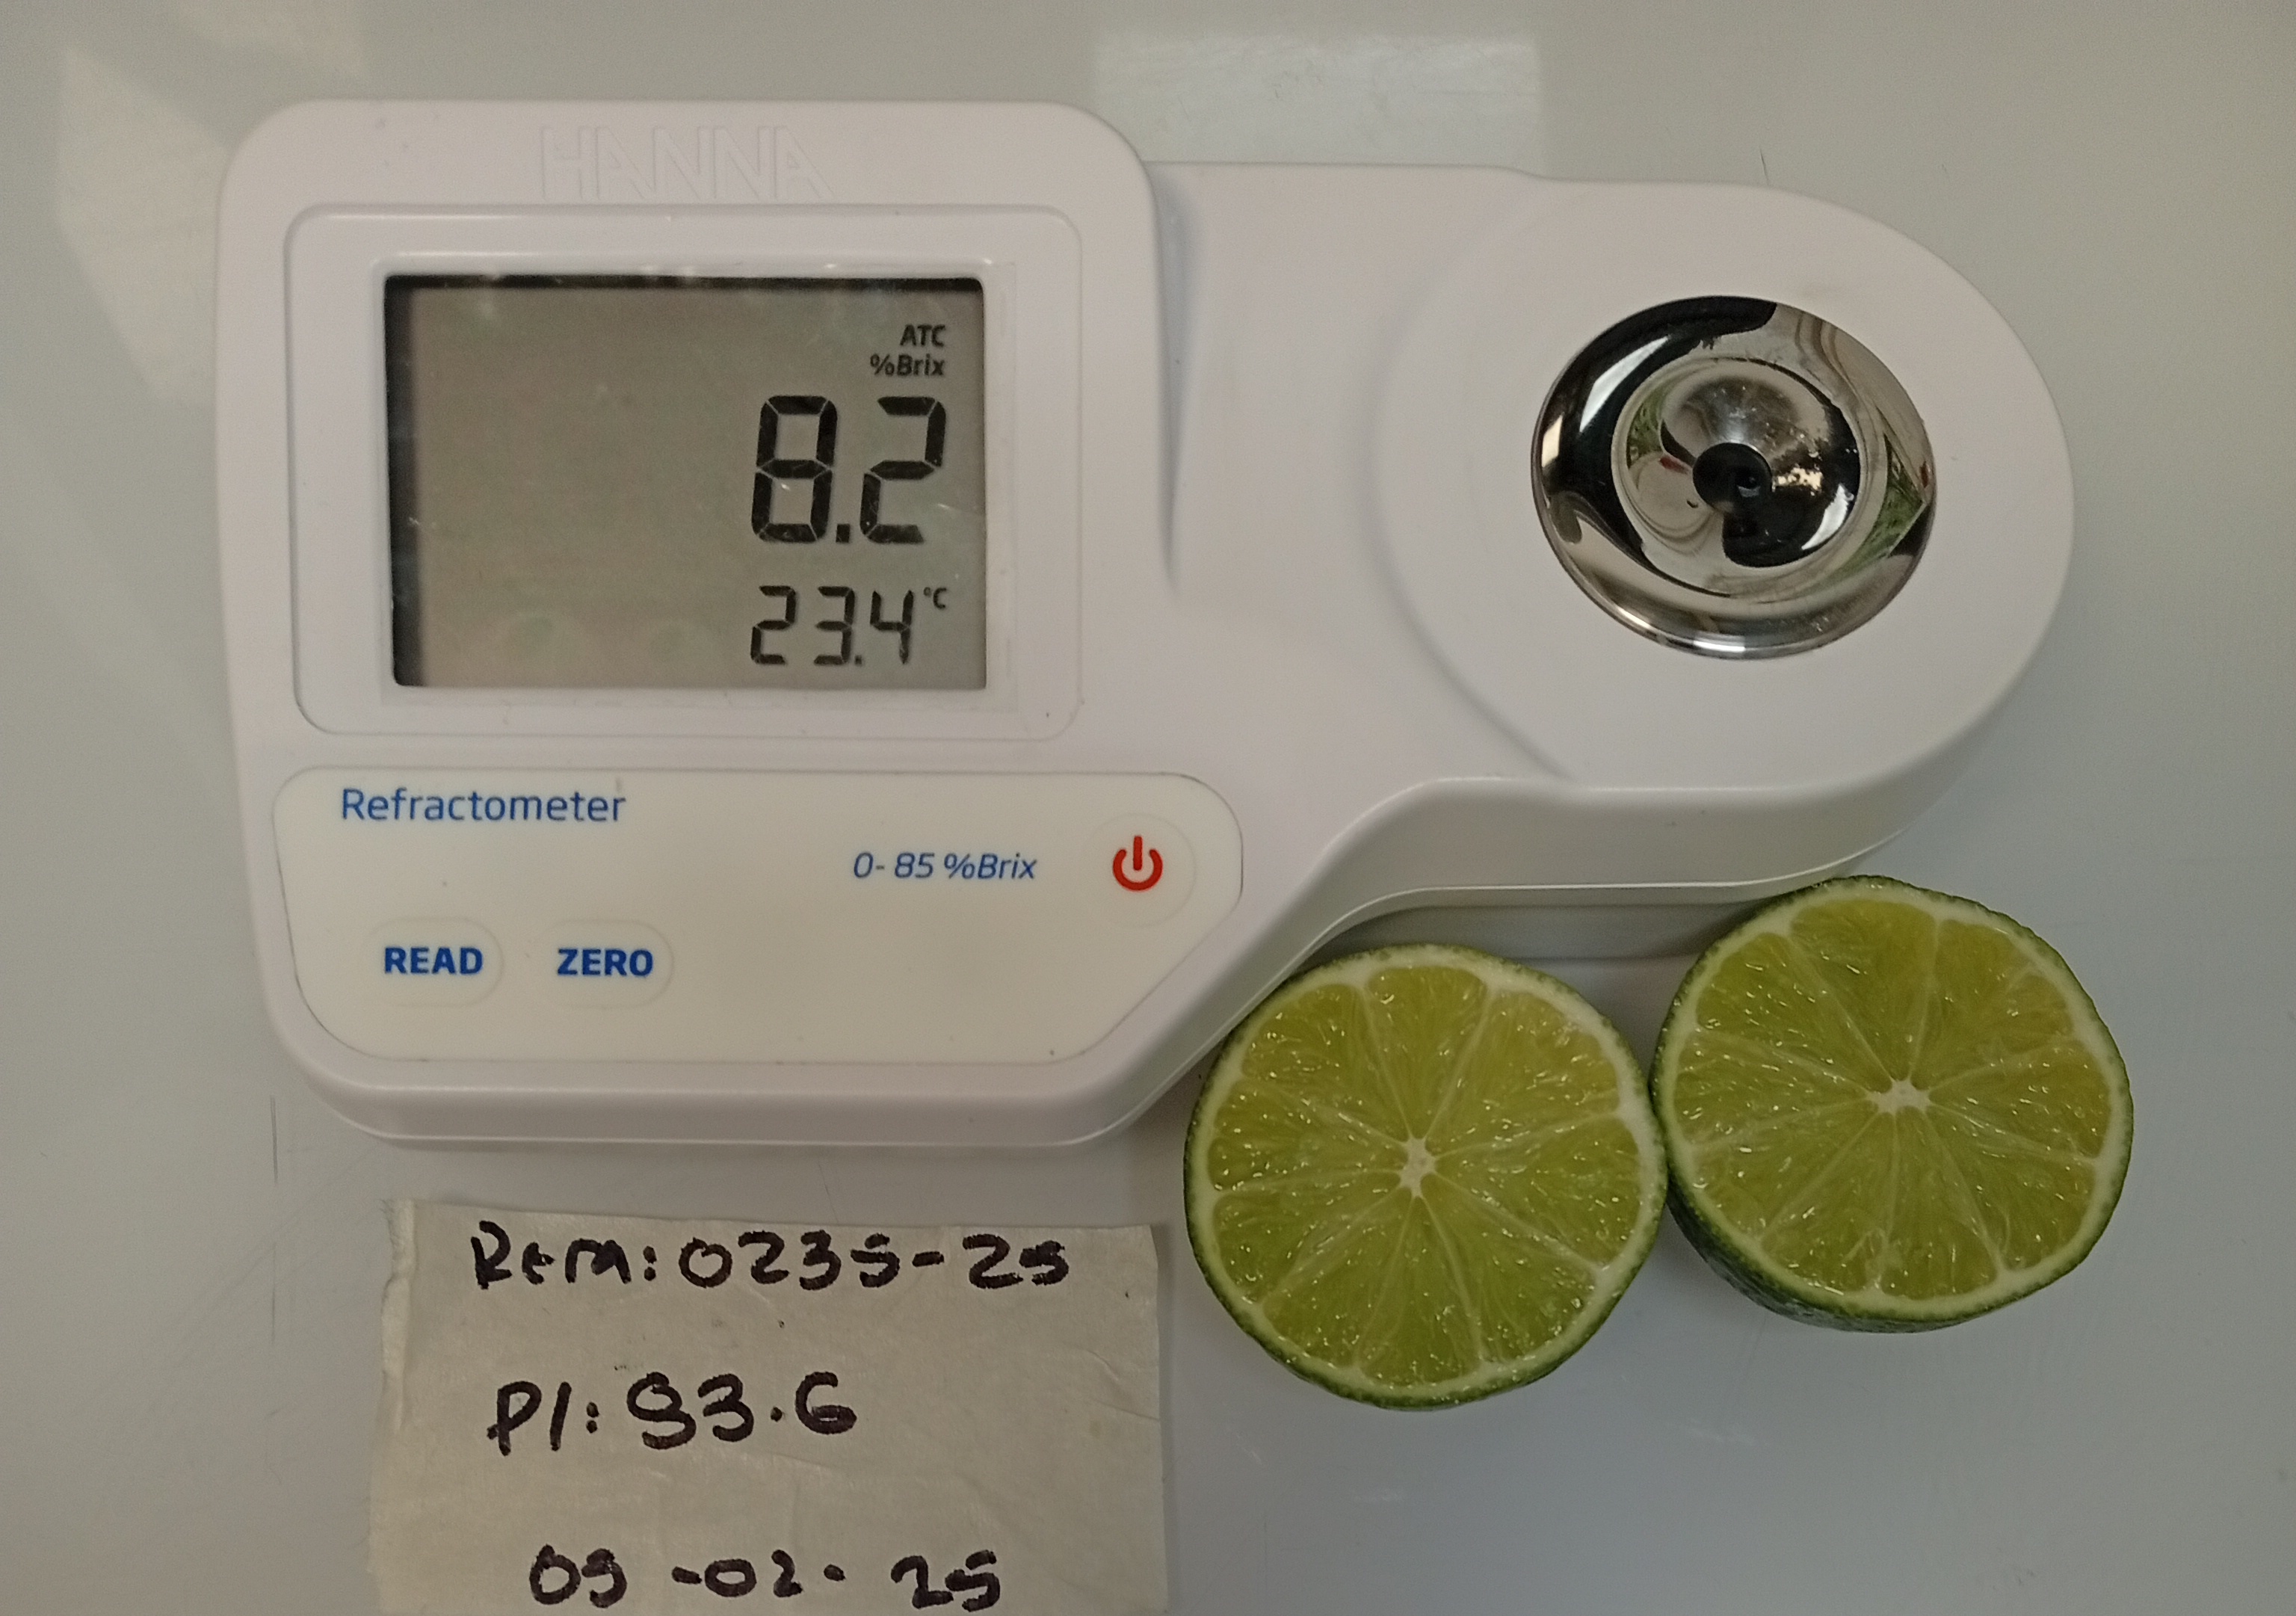 HANNA
ATC
%Brix
8.2
23.4°C
Refractometer
0-85 %Brix
READ ZERO
Rem: 0235-25
Pl: 93.6
09-02-25